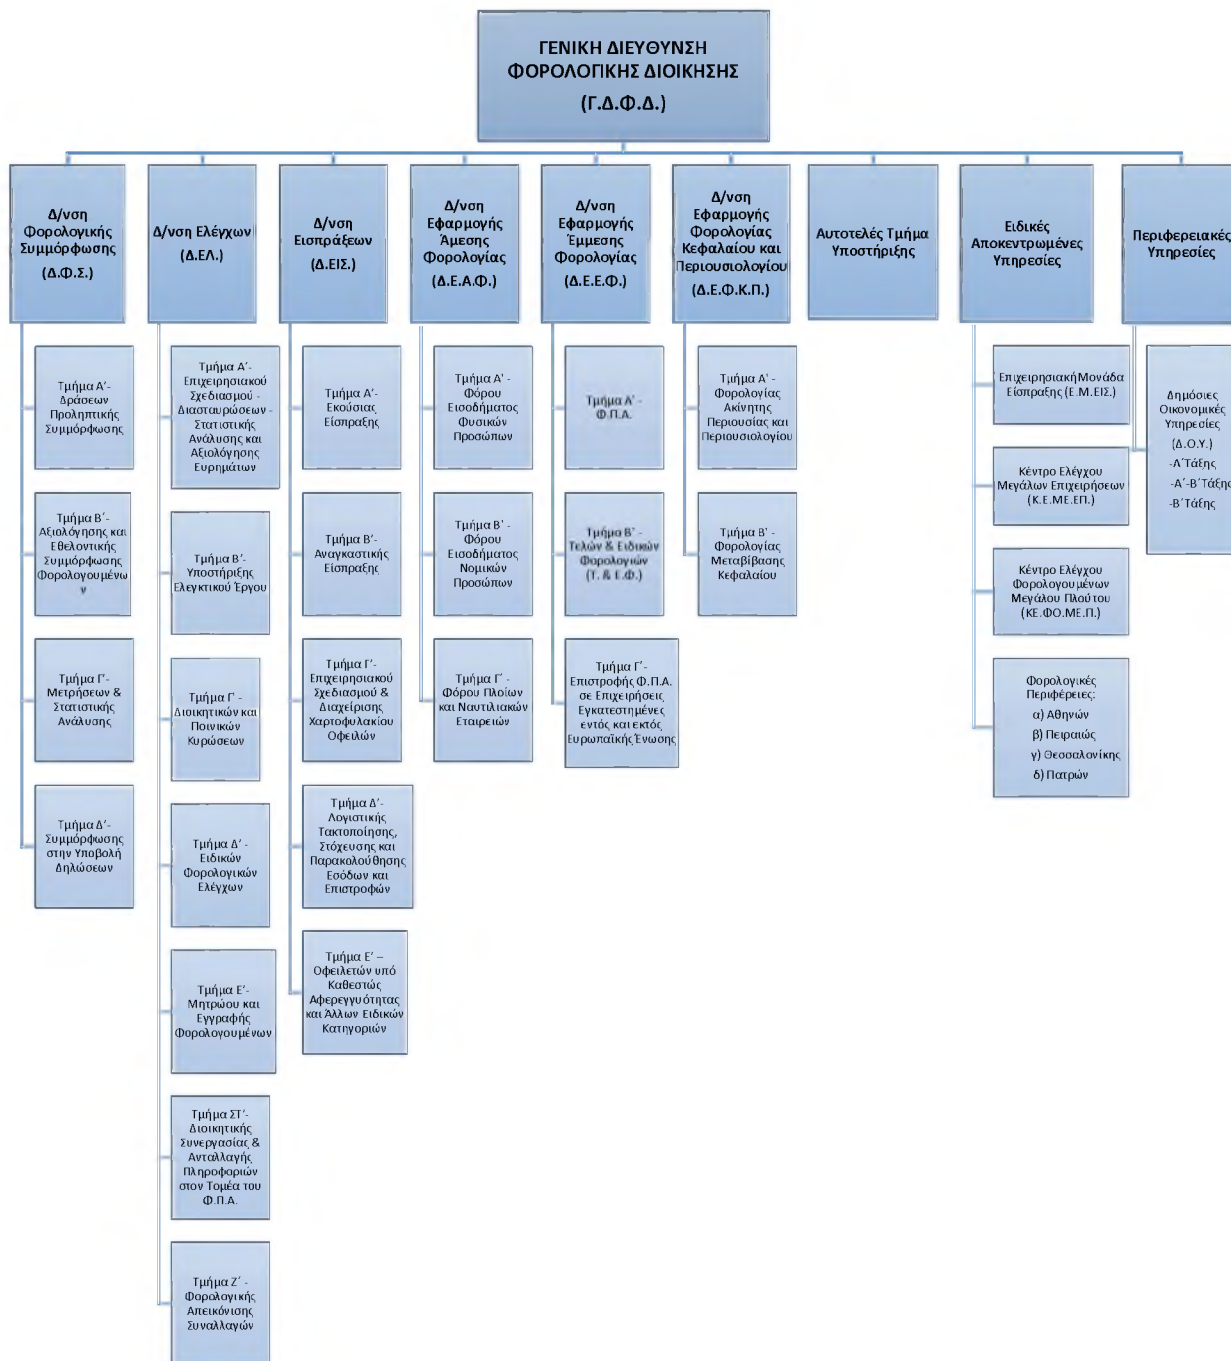 ΓΕΝΙΚΗ ΔΙΕΥΘΥΝΣΗ
ΦΟΡΟΛΟΓΙΚΗΣ ΔΙΟΙΚΗΣΗΣ
(Γ.Δ.Φ.Δ.)
Δ/νση
Φορολογικής
Συμμόρφωσης
(Δ.Φ.Σ.)
Τμήμα Α΄-
Δράσεων
Προληπτικής
Συμμόρφωσης
Τμήμα Β΄-
Αξιολόγησης και
Εθελοντικής
Συμμόρφωσης
Φορολογουμένω
ν
Τμήμα Γ'-
Μετρήσεων &
Στατιστικής
Ανάλυσης
Τμήμα Δ'-
Συμμόρφωσης
στην Υποβολή
Δηλώσεων
Δ/νση Ελέγχων
(Δ.ΕΛ.)
Τμήμα Α΄-
Επιχειρησιακού
Σχεδιασμού -
Διασταυρώσεων -
Στατιστικής
Ανάλυσης και
Αξιολόγησης
Ευρημάτων
Τμήμα Β'-
Υποστήριξης
Ελεγκτικού Έργου
Τμήμα Γ' -
Διοικητικών και
Ποινικών
Κυρώσεων
Τμήμα Δ' -
Ειδικών
Φορολογικών
Ελέγχων
Τμήμα Ε'-
Μητρώου και
Εγγραφής
Φορολογουμένων
Τμήμα ΣΤ'-
Διοικητικής
Συνεργασίας &
Ανταλλαγής
Πληροφοριών
στον Τομέα του
Φ.Π.Α.
Τμήμα Ζ΄ -
Φορολογικής
Απεικόνισης
Συναλλαγών
Δ/νση
Εισπράξεων
(Δ.ΕΙΣ.)
Τμήμα Α'-
Εκούσιας
Είσπραξης
Τμήμα Β'-
Αναγκαστικής
Είσπραξης
Τμήμα Γ'-
Επιχειρησιακού
Σχεδιασμού &
Διαχείρισης
Χαρτοφυλακίου
Οφειλών
Τμήμα Δ'-
Λογιστικής
Τακτοποίησης,
Στόχευσης και
Παρακολούθησης
Εσόδων και
Επιστροφών
Τμήμα Ε' –
Οφειλετών υπό
Καθεστώς
Αφερεγγυότητας
και Άλλων Ειδικών
Κατηγοριών
Δ/νση
Εφαρμογής
Άμεσης
Φορολογίας
(Δ.Ε.Α.Φ.)
Τμήμα Α' -
Φόρου
Εισοδήματος
Φυσικών
Προσώπων
Τμήμα Β' -
Φόρου
Εισοδήματος
Νομικών
Προσώπων
Τμήμα Γ΄ -
Φόρου Πλοίων
και Ναυτιλιακών
Εταιρειών
Δ/νση
Εφαρμογής
Έμμεσης
Φορολογίας
(Δ.Ε.Ε.Φ.)
Τμήμα Α' -
Φ.Π.Α.
Τμήμα Β' -
Τελών & Ειδικών
Φορολογιών
(Τ. & Ε.Φ.)
Τμήμα Γ'-
Επιστροφής Φ.Π.Α.
σε Επιχειρήσεις
Εγκατεστημένες
εντός και εκτός
Ευρωπαϊκής Ένωσης
Δ/νση
Εφαρμογής
Φορολογίας
Κεφαλαίου και
Περιουσιολογίου
(Δ.Ε.Φ.Κ.Π.)
Τμήμα Α' -
Φορολογίας
Ακίνητης
Περιουσίας και
Περιουσιολογίου
Τμήμα Β' -
Φορολογίας
Μεταβίβασης
Κεφαλαίου
Αυτοτελές Τμήμα
Υποστήριξης
Ειδικές
Αποκεντρωμένες
Υπηρεσίες
Επιχειρησιακή Μονάδα
Είσπραξης (Ε.Μ.ΕΙΣ.)
Κέντρο Ελέγχου
Μεγάλων Επιχειρήσεων
(Κ.Ε.ΜΕ.ΕΠ.)
Κέντρο Ελέγχου
Φορολογουμένων
Μεγάλου Πλούτου
(ΚΕ.ΦΟ.ΜΕ.Π.)
Φορολογικές
Περιφέρειες:
α) Αθηνών
β) Πειραιώς
γ) Θεσσαλονίκης
δ) Πατρών
Περιφερειακές
Υπηρεσίες
Δημόσιες
Οικονομικές
Υπηρεσίες
(Δ.Ο.Υ.)
-Α΄Τάξης
-Α΄-Β΄Τάξης
-Β΄Τάξης